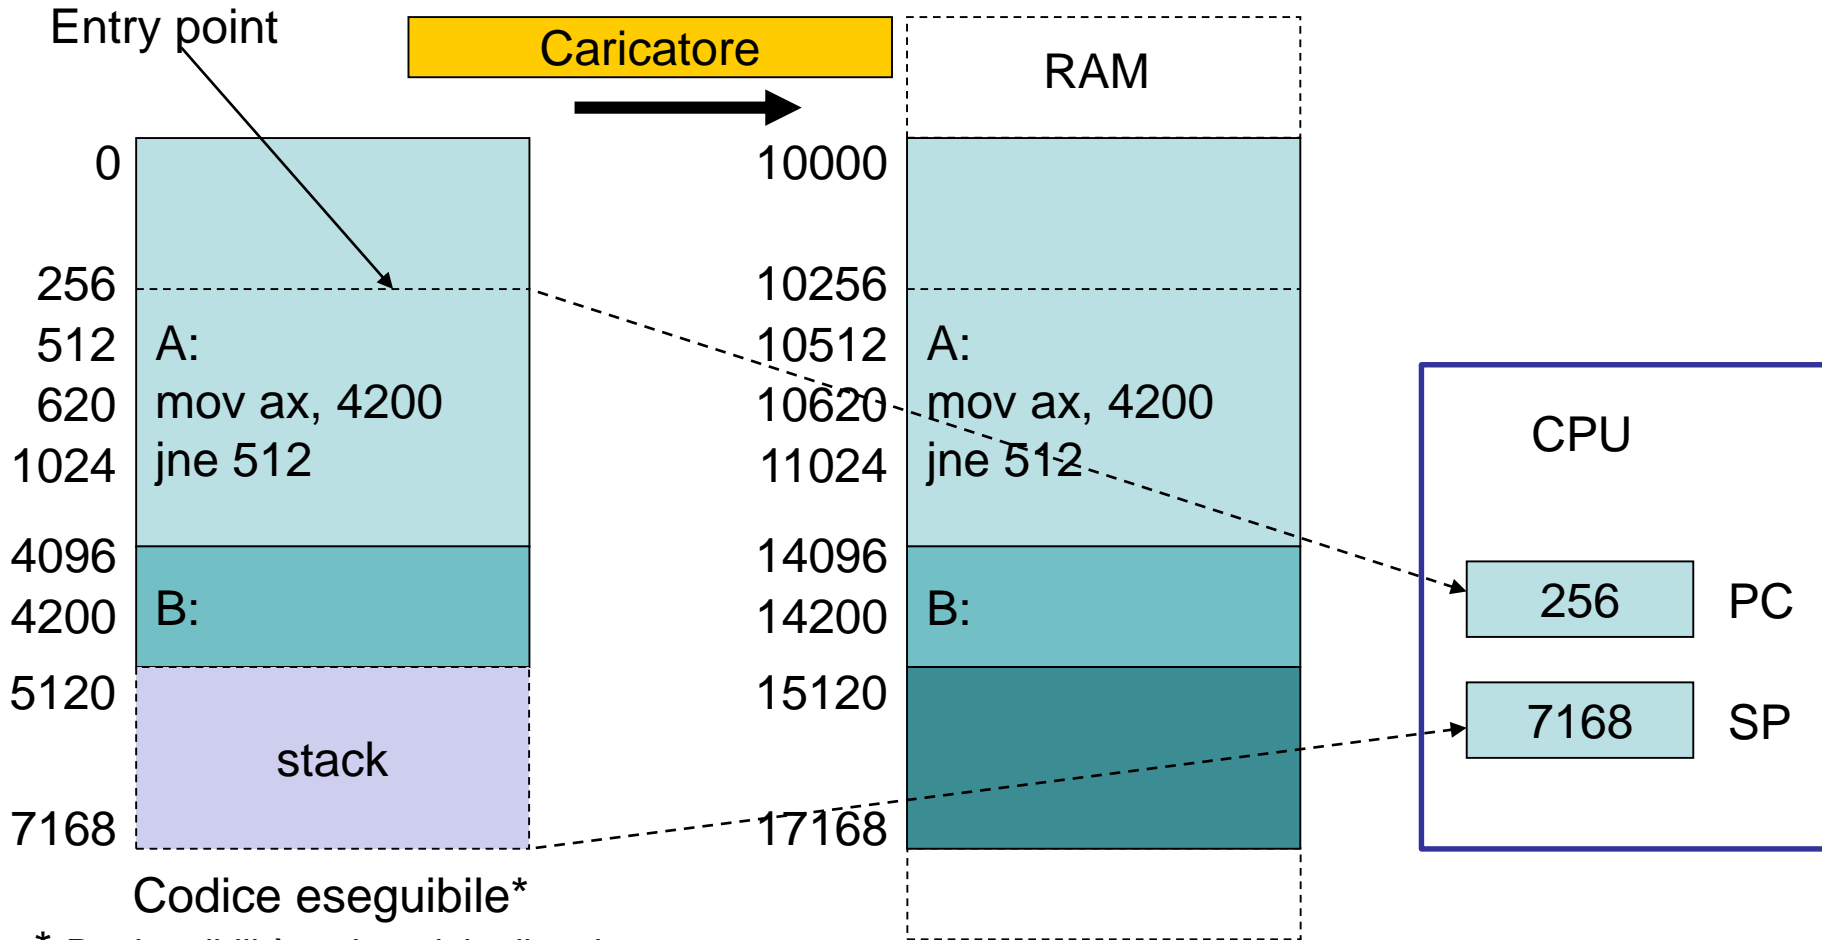 Entry point
Caricatore
RAM
0
256
512
620
1024
4096
4200
5120
7168
A:
mov ax, 4200
jne 512
B:
stack
10000
10256
10512
10620
11024
14096
14200
15120
17168
A:
mov ax, 4200
jne 512
B:
CPU
256 PC
7168 SP
Codice eseguibile*
*